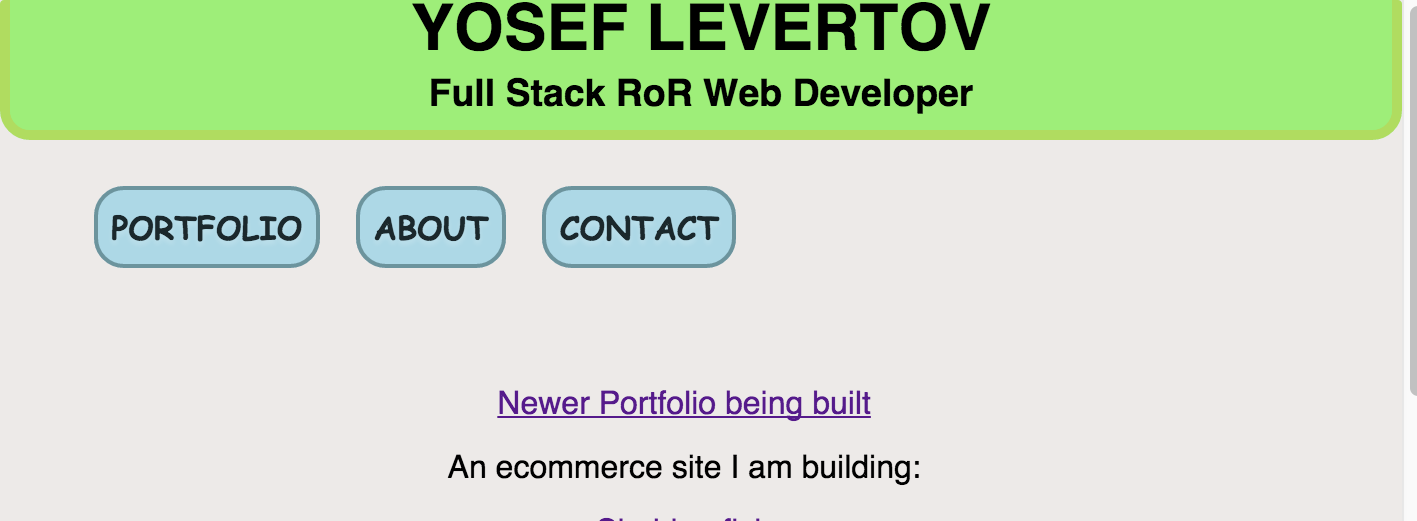 YOSEF LEVERTOV
Full Stack RoR Web Developer
PORTFOLIO ABOUT CONTACT
Newer Portfolio being built
An ecommerce site I am building: